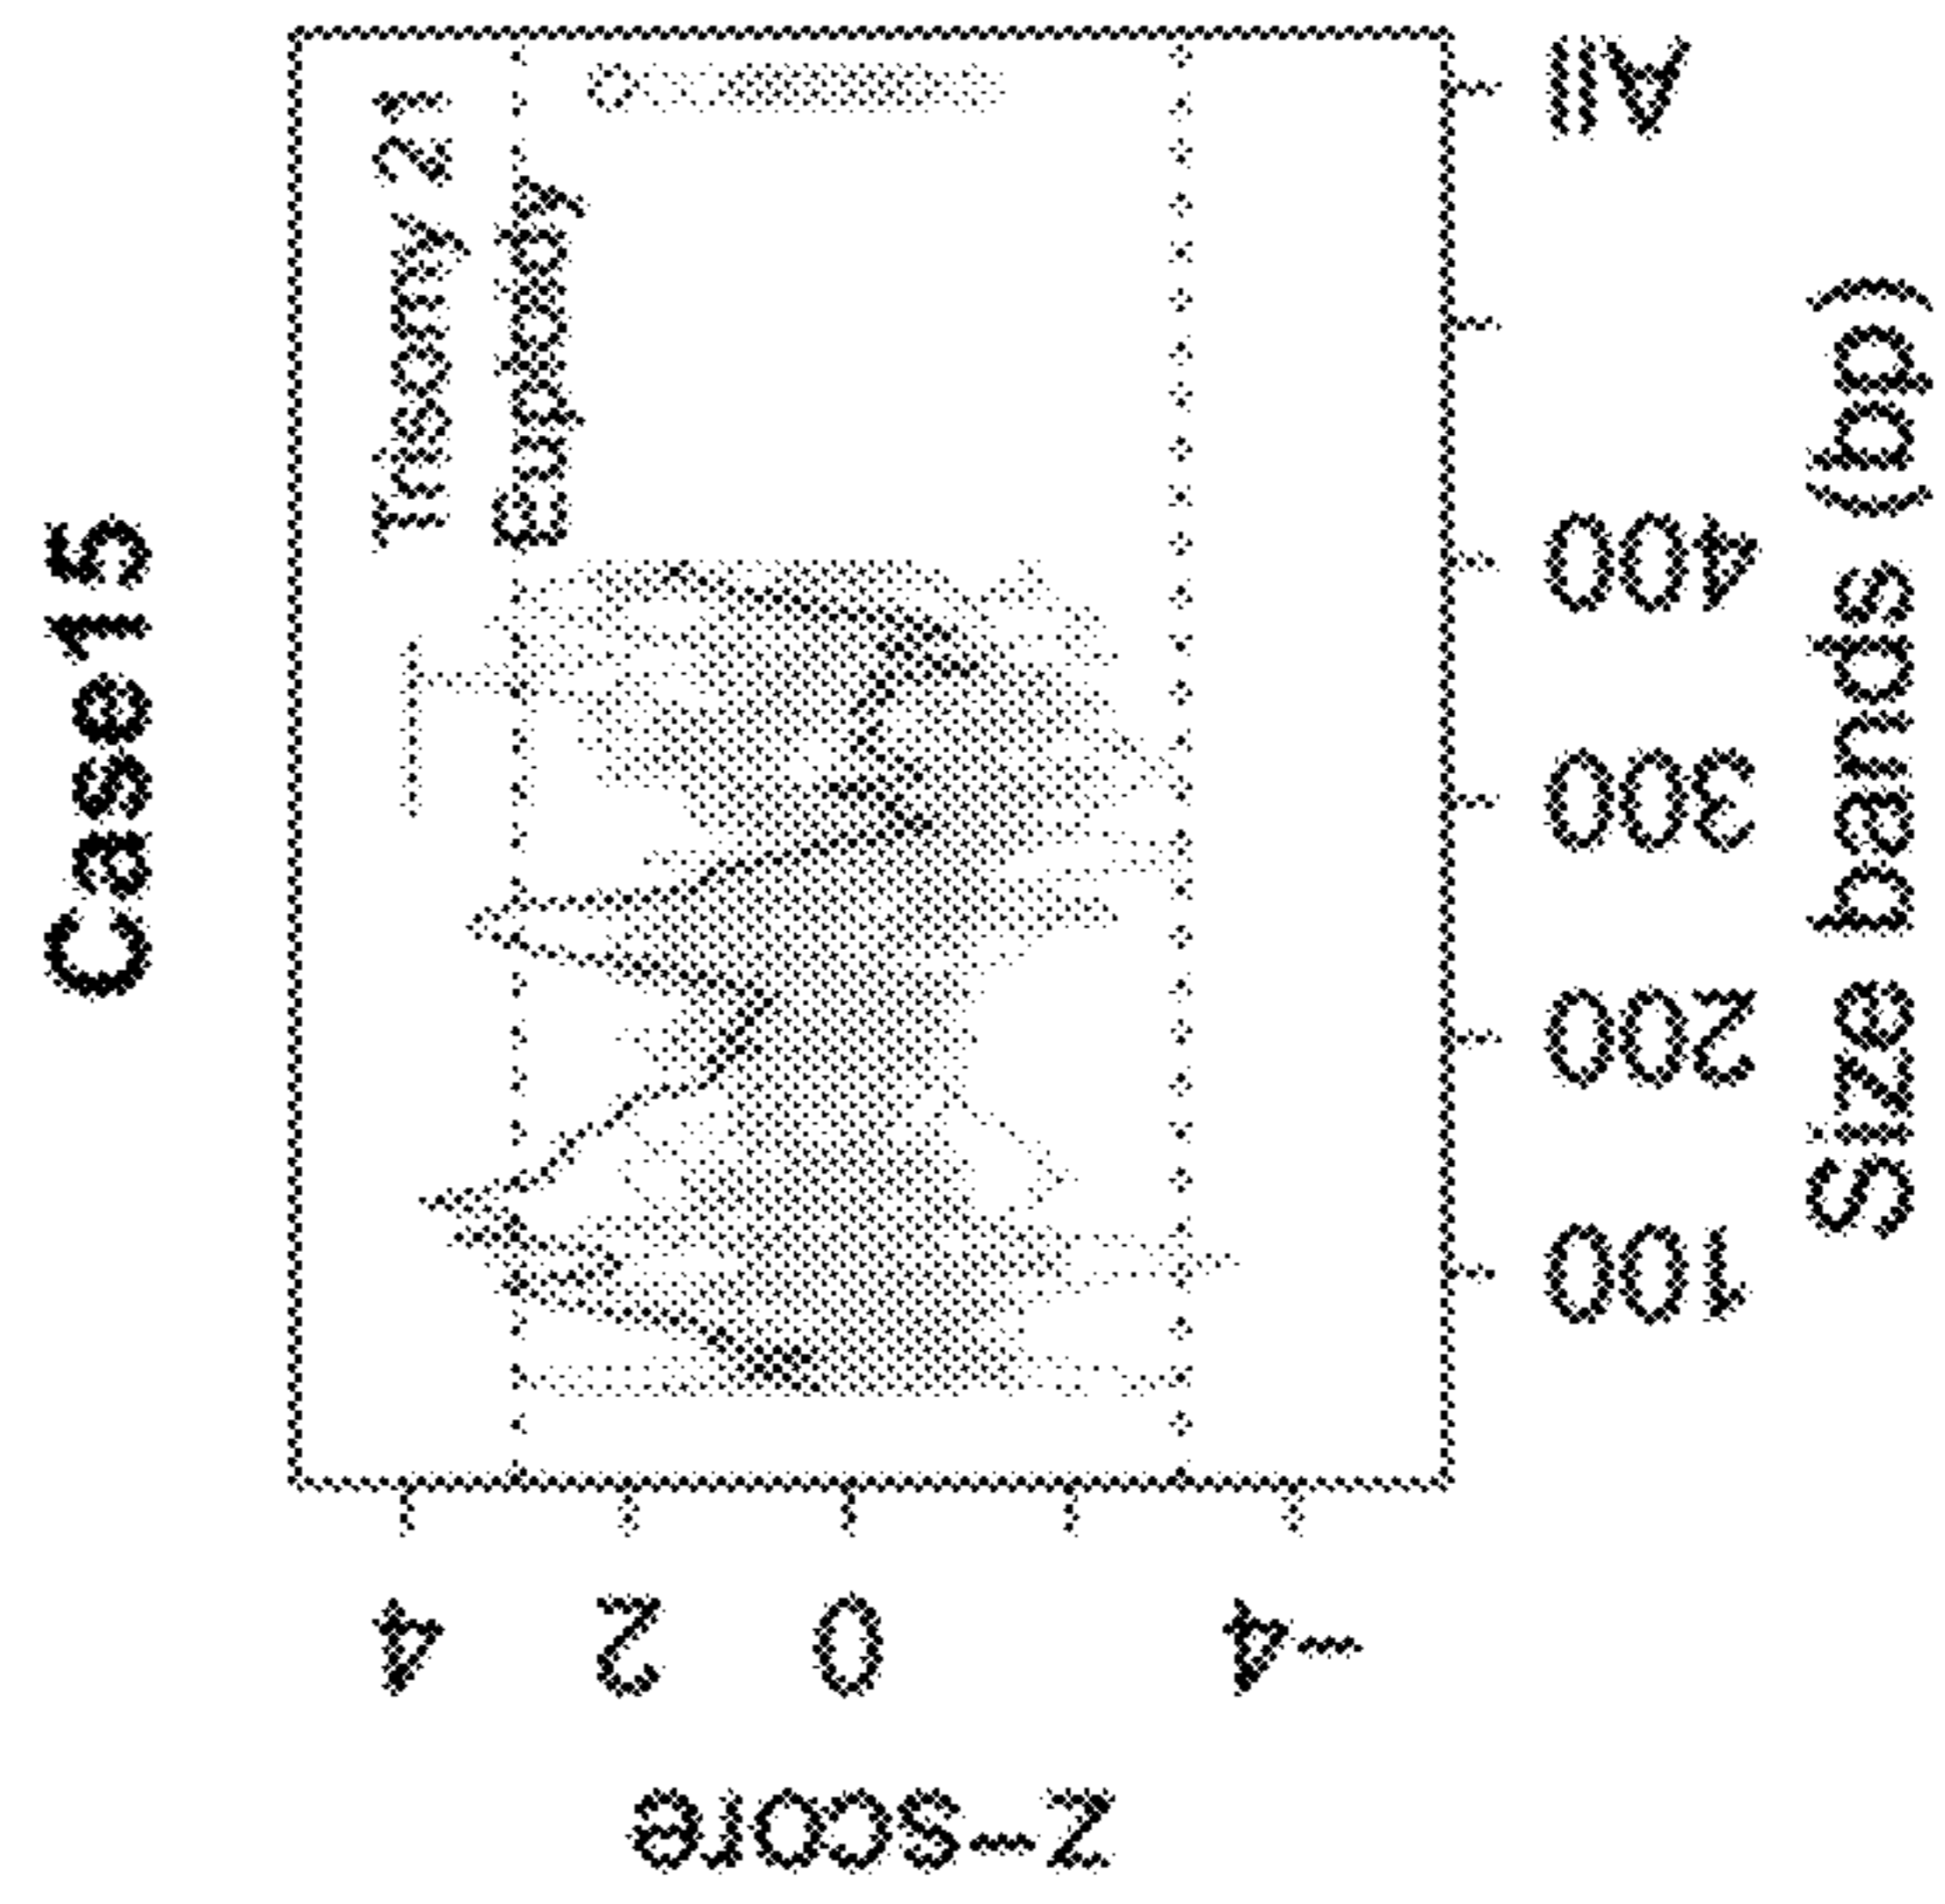 Case15
Trisomy 21
euploidy
4
2
0
-4
Z-score
100
200
300
400
All
Size bands (bp)